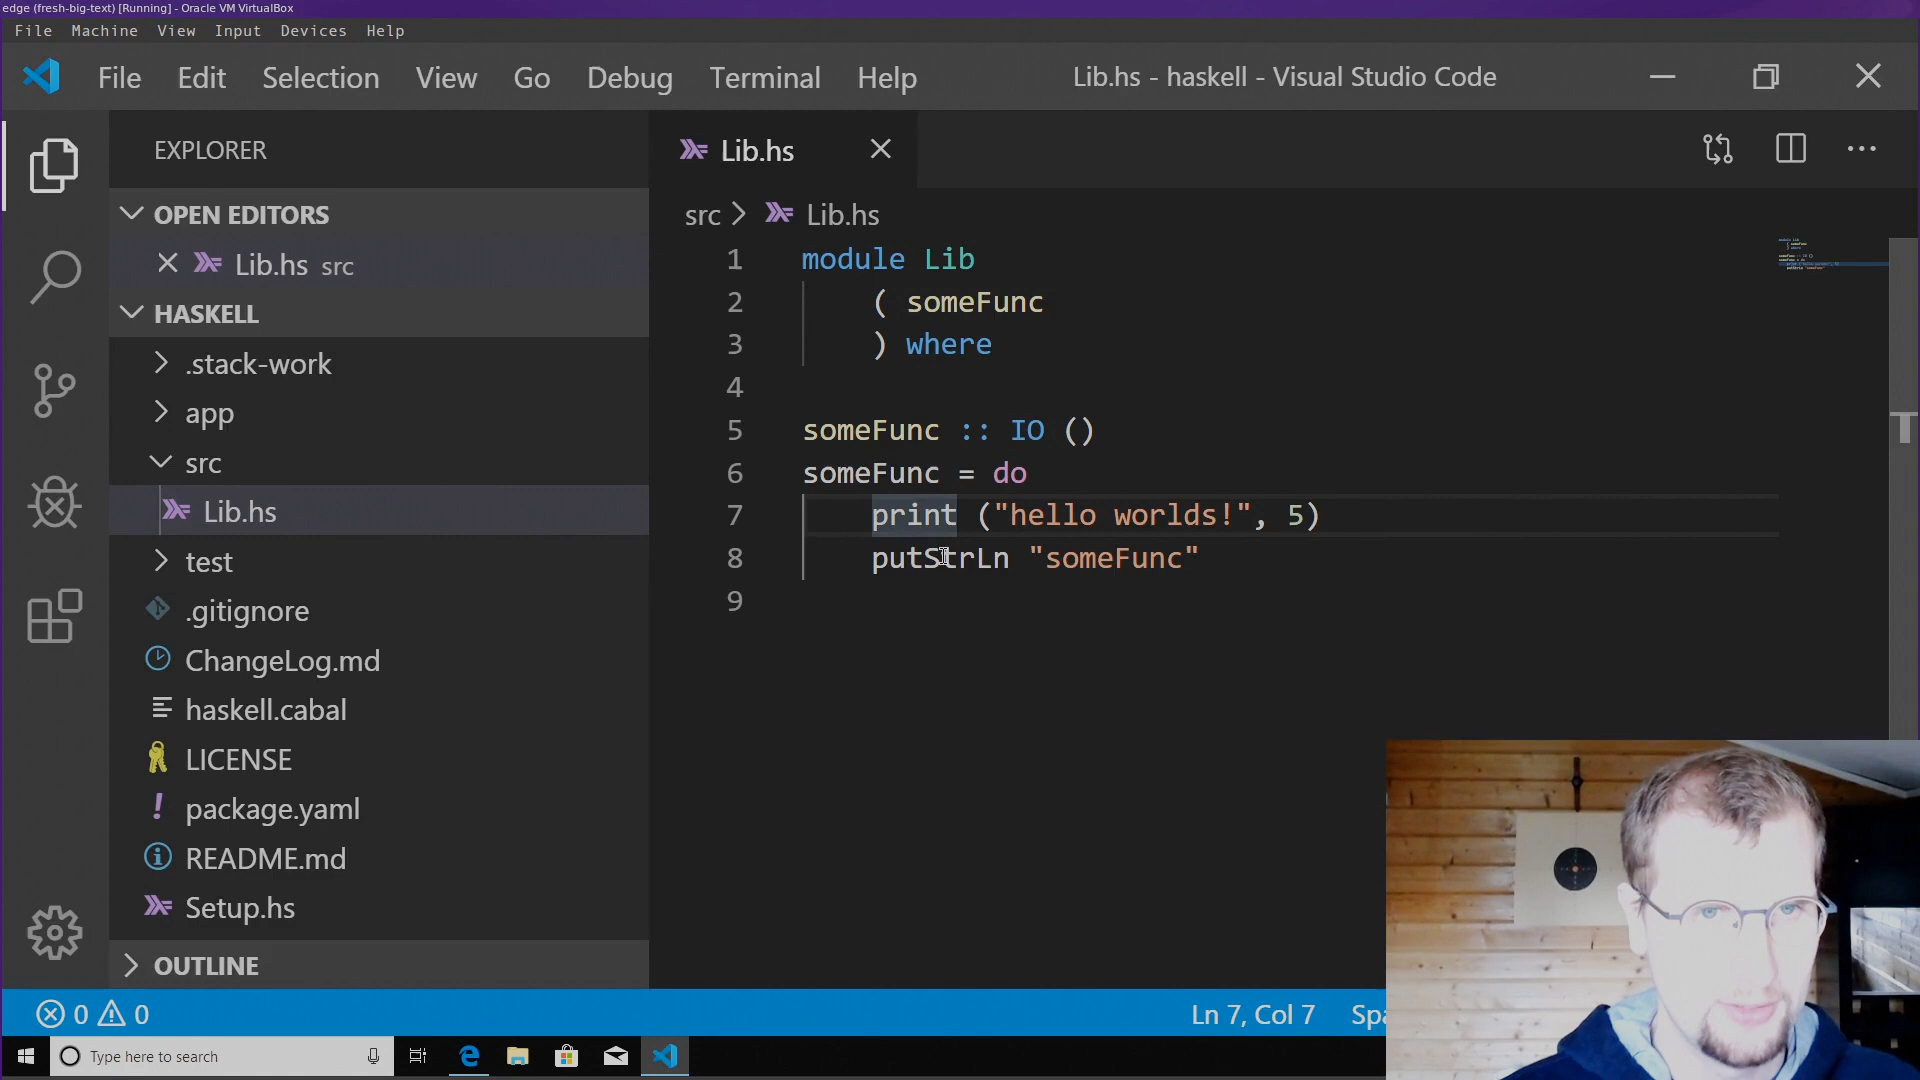 edge (fresh-big-text) [Running] - Oracle VM VirtualBox
File Machine View Input Devices Help
File Edit Selection View Go Debug Terminal Help
Lib.hs - haskell - Visual Studio Code
EXPLORER
OPEN EDITORS
Lib.hs src
HASKELL
.stack-work
app
src
Lib.hs
test
.gitignore
ChangeLog.md
haskell.cabal
LICENSE
package.yaml
README.md
Setup.hs
OUTLINE
Lib.hs
src > Lib.hs
1 module Lib
2 ( someFunc
3 ) where
4
5 someFunc :: IO ()
6 someFunc = do
7 print ("hello worlds!", 5)
8 putStrLn "someFunc"
9
0 0
Ln 7, Col 7
Type here to search